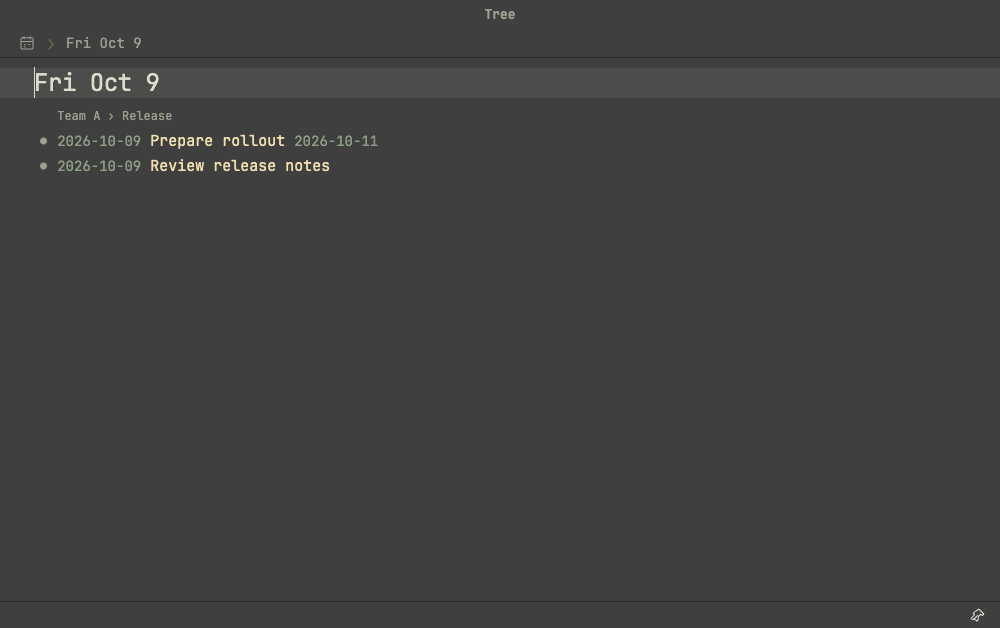 Tree
Fri Oct 9
Fri Oct 9
Team A › Release
2026-10-09 Prepare rollout 2026-10-11
2026-10-09 Review release notes